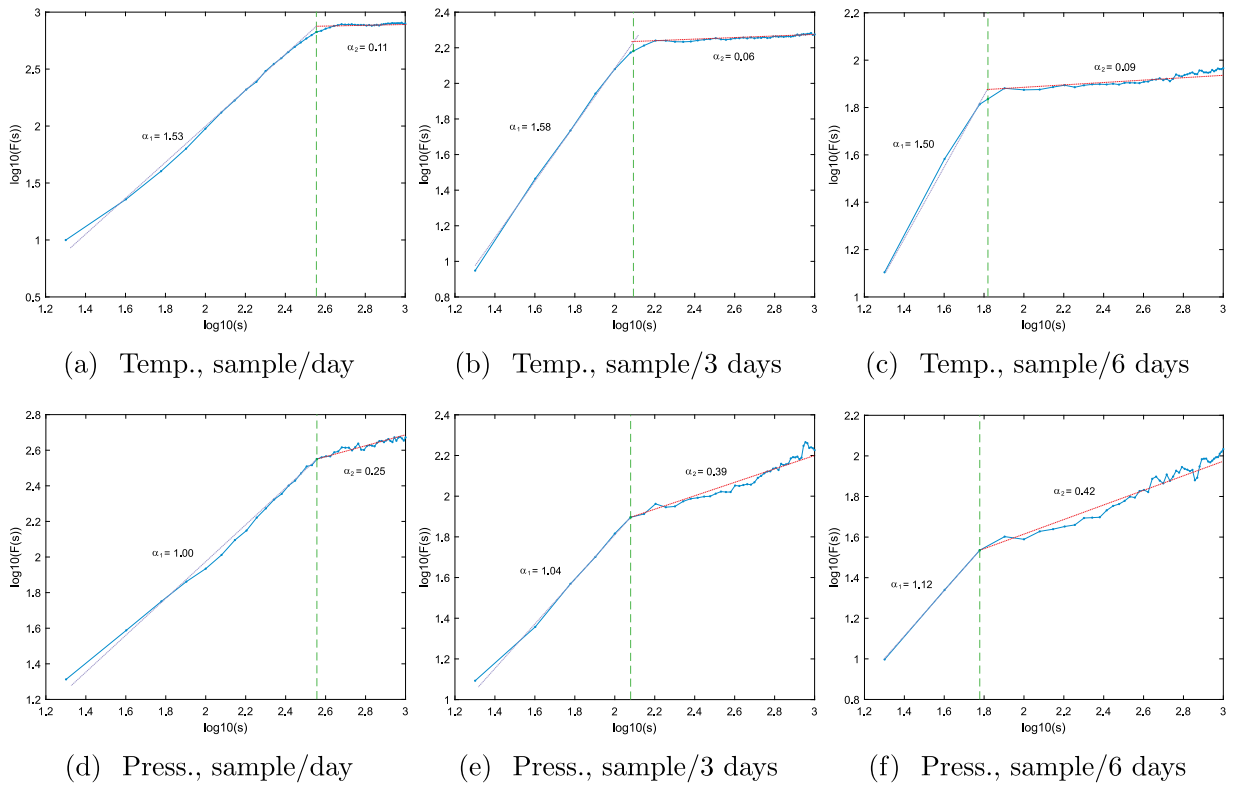 3
2.5
2
1.5
1
0.5
log10(F(s))
α1 = 1.53
α2 = 0.11
1.2 1.4 1.6 1.8 2.0 2.2 2.4 2.6 2.8 3
log10(s)
(a) Temp., sample/day
2.6
2.4
2.2
2.0
1.8
1.6
1.4
1.2
1
0.8
log10(F(s))
α1 = 1.58
α2 = 0.06
1.2 1.4 1.6 1.8 2.0 2.2 2.4 2.6 2.8 3
log10(s)
(b) Temp., sample/3 days
2.2
2.0
1.8
1.6
1.4
1.2
1
log10(F(s))
α1 = 1.50
α2 = 0.09
1.2 1.4 1.6 1.8 2.0 2.2 2.4 2.6 2.8 3
log10(s)
(c) Temp., sample/6 days
2.8
2.6
2.4
2.2
2.0
1.8
1.6
1.4
1.2
log10(F(s))
α1 = 1.00
α2 = 0.25
1.2 1.4 1.6 1.8 2.0 2.2 2.4 2.6 2.8 3
log10(s)
(d) Press., sample/day
2.4
2.2
2.0
1.8
1.6
1.4
1.2
1
log10(F(s))
α1 = 1.04
α2 = 0.39
1.2 1.4 1.6 1.8 2.0 2.2 2.4 2.6 2.8 3
log10(s)
(e) Press., sample/3 days
2.2
2
1.8
1.6
1.4
1.2
1
0.8
log10(F(s))
α1 = 1.12
α2 = 0.42
1.2 1.4 1.6 1.8 2.0 2.2 2.4 2.6 2.8 3
log10(s)
(f) Press., sample/6 days